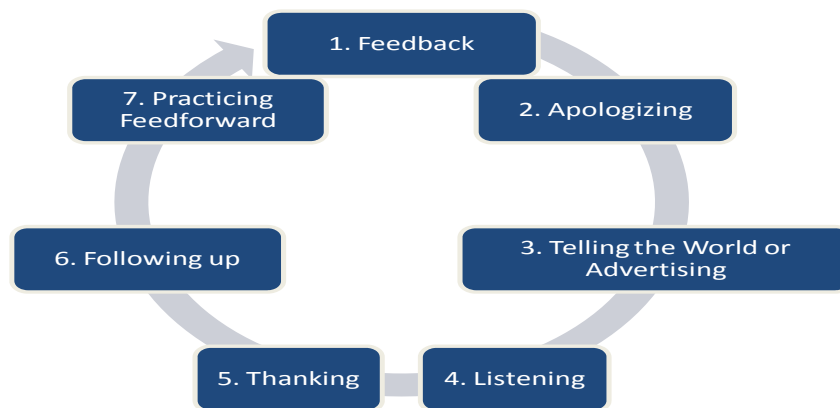 1. Feedback
2. Apologizing
3. Telling the World or
Advertising
4. Listening
5. Thanking
6. Following up
7. Practicing
Feedforward